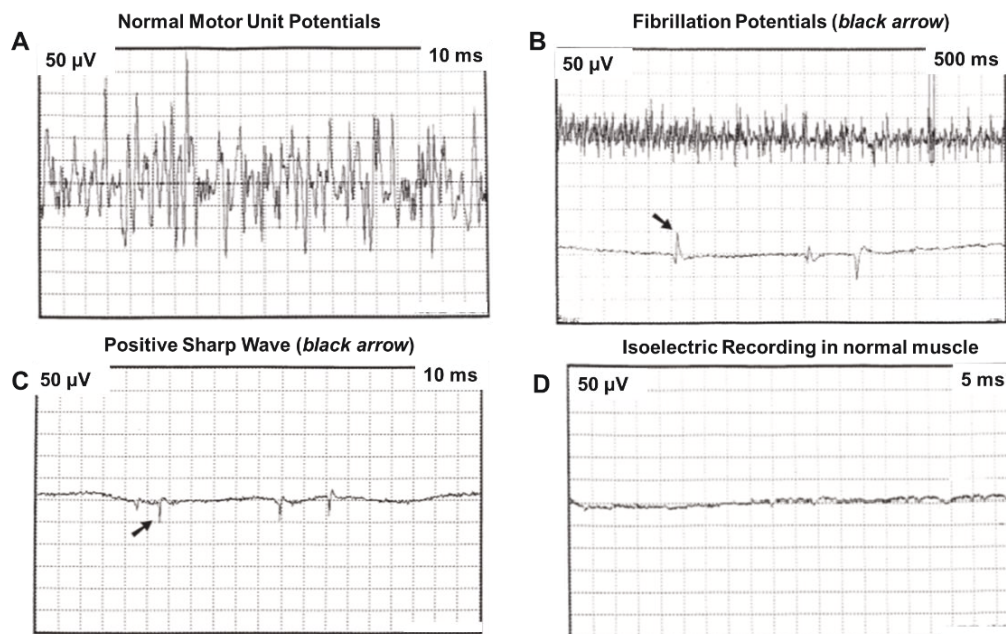 Normal Motor Unit Potentials
A
50 µV
10 ms
Fibrillation Potentials (black arrow)
B
50 µV
500 ms
Positive Sharp Wave (black arrow)
C
50 µV
10 ms
Isoelectric Recording in normal muscle
D
50 µV
5 ms